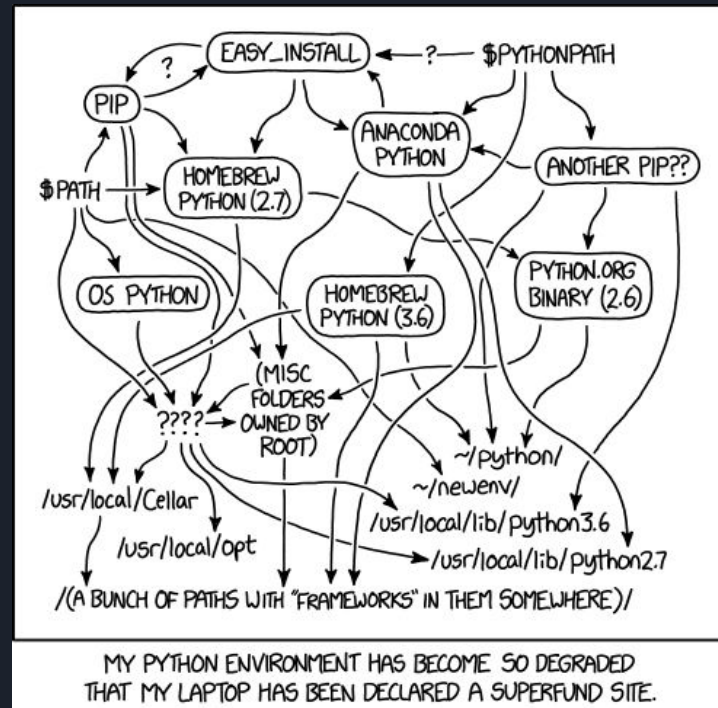 EASY_INSTALL
?
$PYTHONPATH
?
PIP
ANACONDA
PYTHON
ANOTHER PIP??
HOMEBREW
PYTHON (2.7)
$PATH
OS PYTHON
HOMEBREW
PYTHON (3.6)
PYTHON.ORG
BINARY (2.6)
(MISC
FOLDERS
OWNED BY
ROOT)
????
~/python/
~/newenv/
/usr/local/Cellar
/usr/local/lib/python3.6
/usr/local/opt
/usr/local/lib/python2.7
/(A BUNCH OF PATHS WITH "FRAMEWORKS" IN THEM SOMEWHERE)/
MY PYTHON ENVIRONMENT HAS BECOME SO DEGRADED
THAT MY LAPTOP HAS BEEN DECLARED A SUPERFUND SITE.